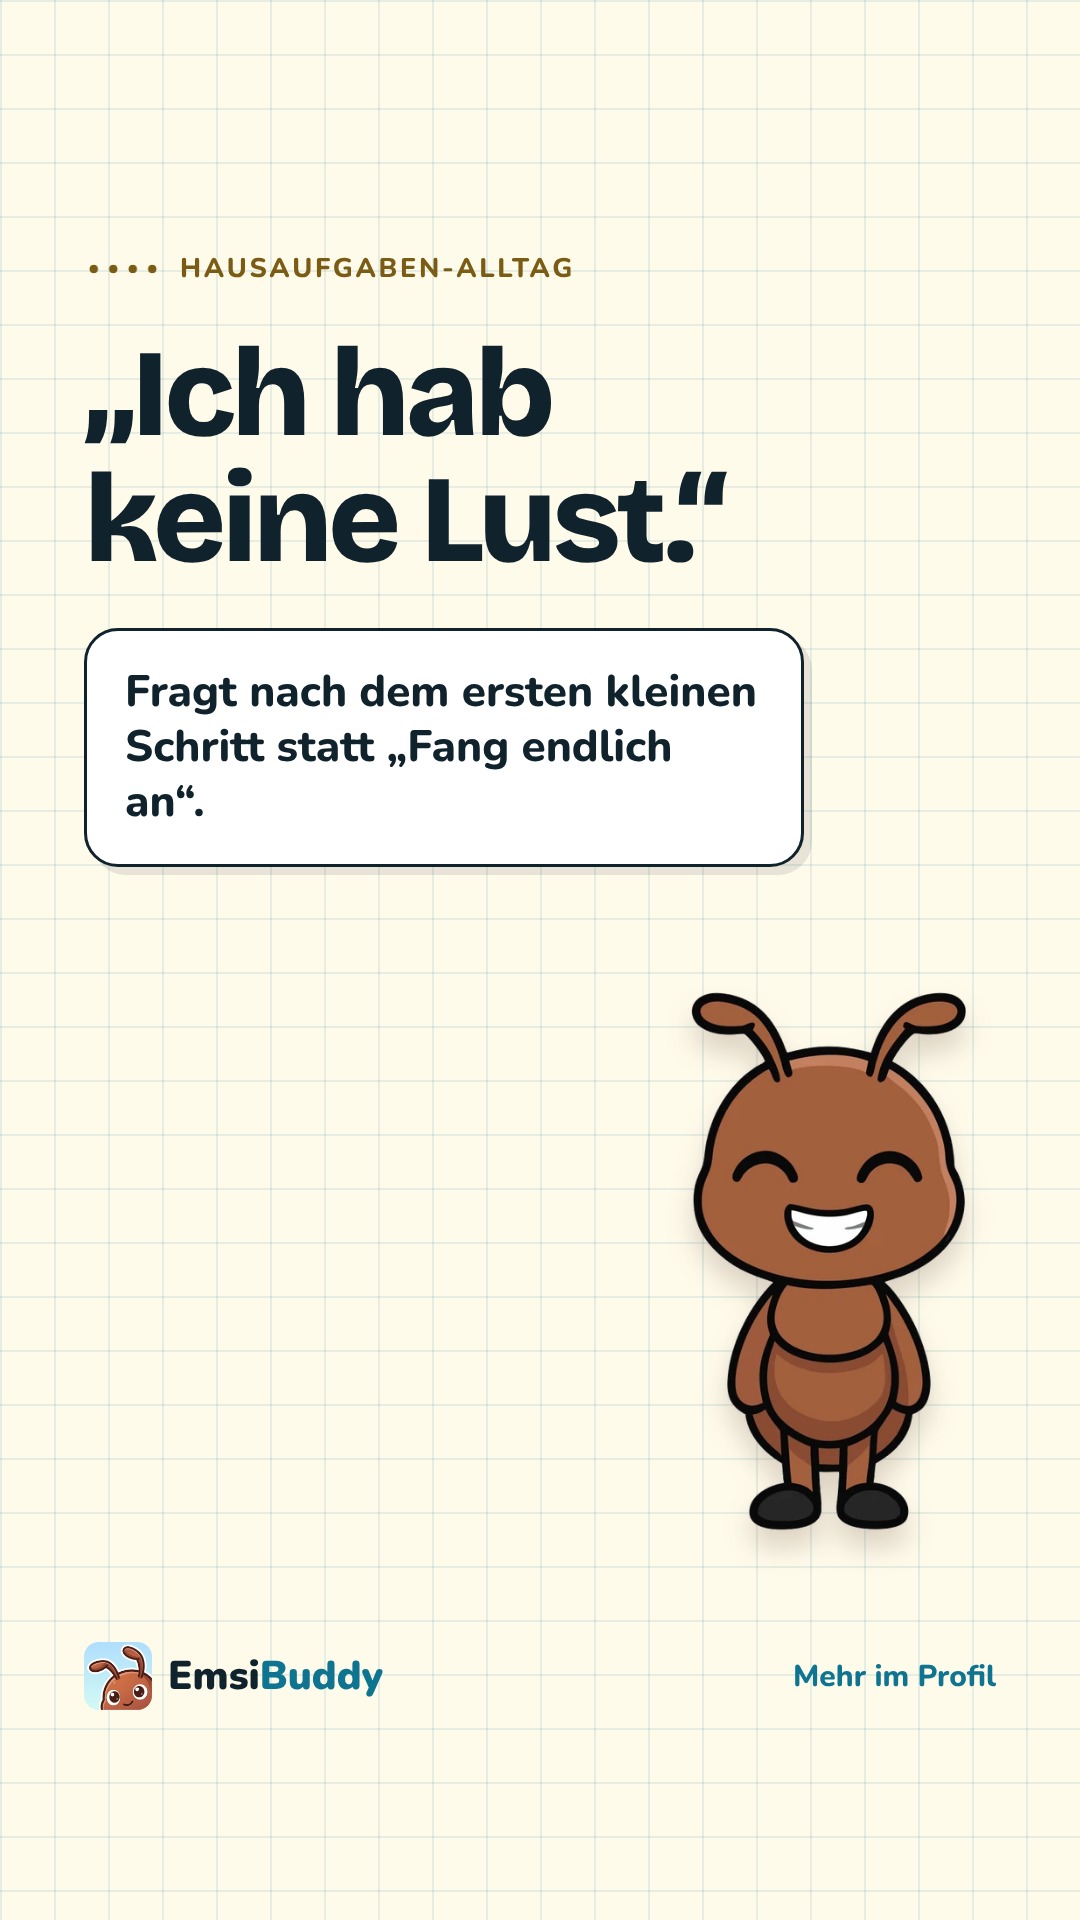 HAUSAUFGABEN-ALLTAG
„Ich hab
keine Lust.“
Fragt nach dem ersten kleinen
Schritt statt „Fang endlich
an“.
EmsiBuddy
Mehr im Profil